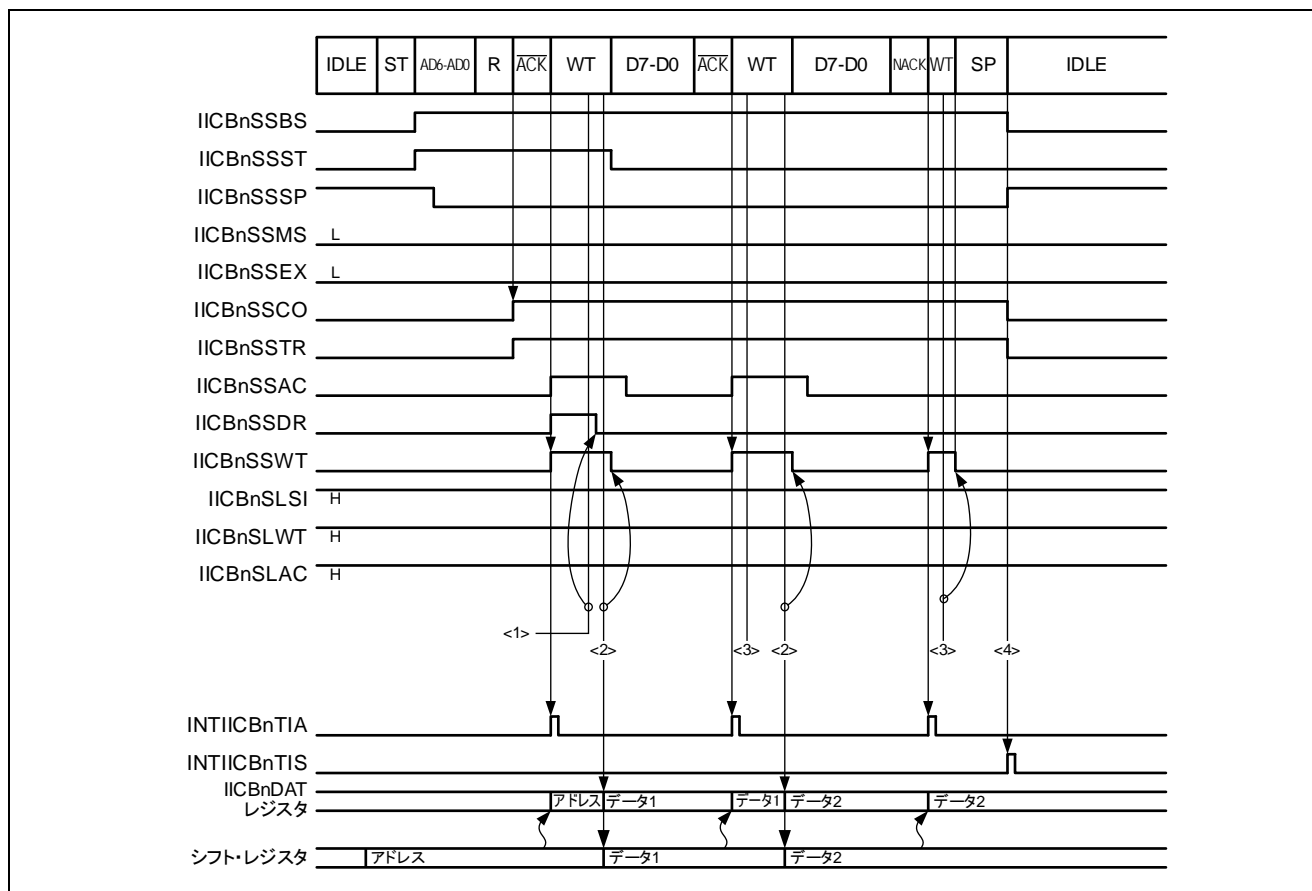 IDLE ST AD6-AD0 R ACK WT D7-D0 ACK WT D7-D0 NACK WT SP IDLE
IICBnSSBS
IICBnSSST
IICBnSSSP
IICBnSSMS L
IICBnSSEX L
IICBnSSCO
IICBnSSTR
IICBnSSAC
IICBnSSDR
IICBnSSWT
IICBnSLSI H
IICBnSLWT H
IICBnSLAC H
<1>
<2> <3> <2> <3> <4>
INTIICBnTIA
INTIICBnTIS
IICBnDAT
レジスタ アドレス データ1 データ1 データ2 データ2
シフト・レジスタ アドレス データ1 データ2